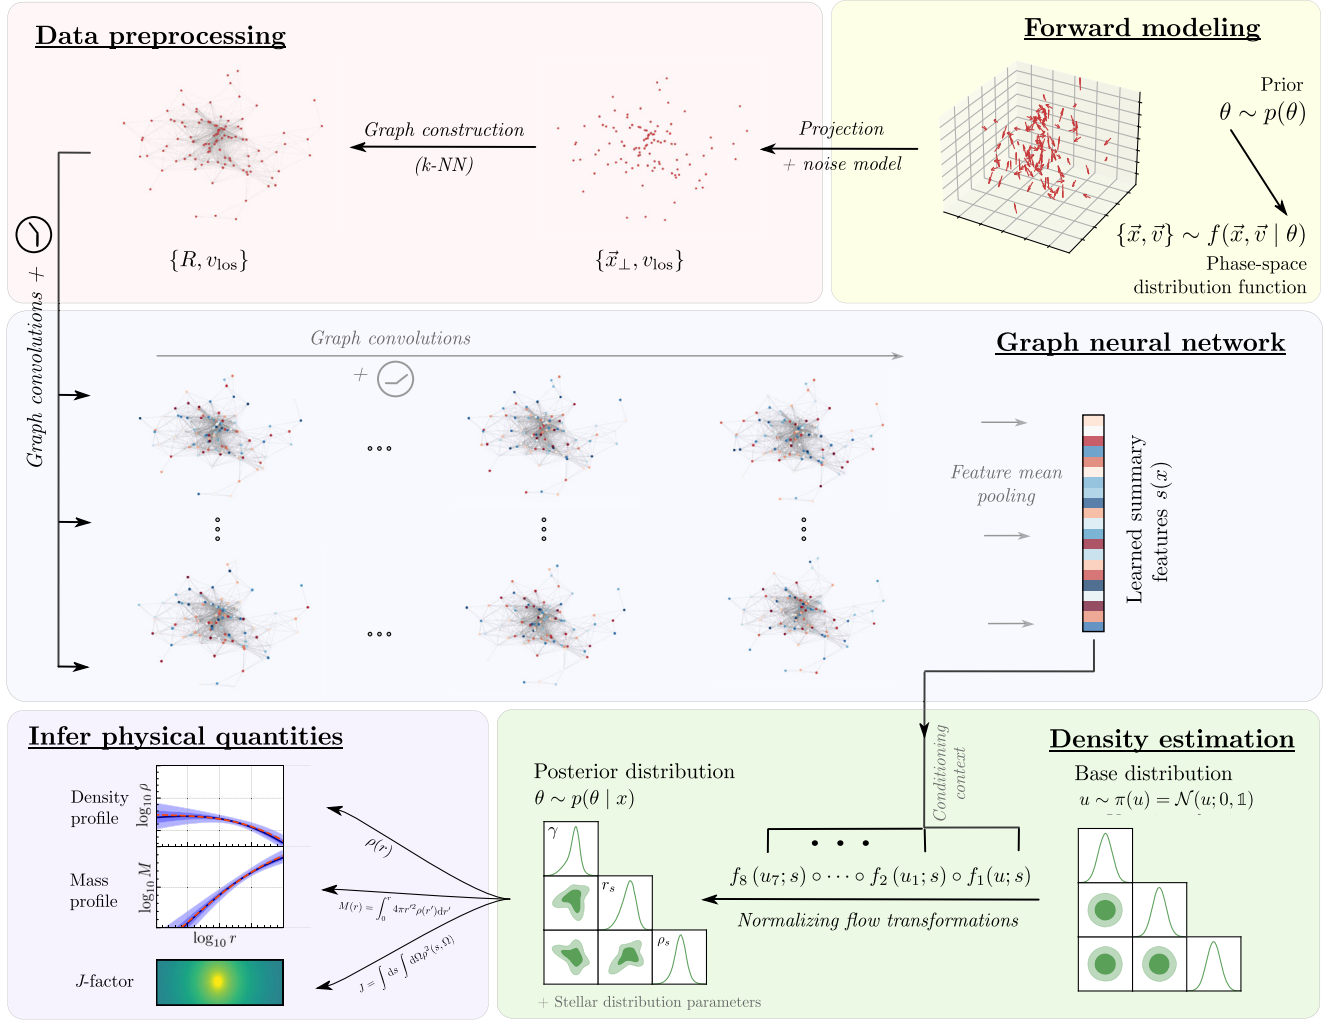 Data preprocessing
Graph construction
(k-NN)
{R, v_los}
{x⃗_⊥, v_los}
Projection
+ noise model
Forward modeling
Prior
θ ∼ p(θ)
{x⃗, v⃗} ∼ f(x⃗, v⃗ | θ)
Phase-space
distribution function
Graph convolutions +
Graph neural network
Graph convolutions
+
Feature mean
pooling
Learned summary
features s(x)
Infer physical quantities
Density
profile
log₁₀ ρ
Mass
profile
log₁₀ M
log₁₀ r
J-factor
ρ(r)
M(r) = ∫₀^r 4πr′²ρ(r′)dr′
J = ∫ds ∫dΩρ²(s, Ω)
Density estimation
Posterior distribution
θ ∼ p(θ | x)
γ
r_s
ρ_s
+ Stellar distribution parameters
Conditioning
context
f₈ (u₇; s) ∘ ··· ∘ f₂ (u₁; s) ∘ f₁(u; s)
Normalizing flow transformations
Base distribution
u ∼ π(u) = 𝒩(u; 0, 𝟙)